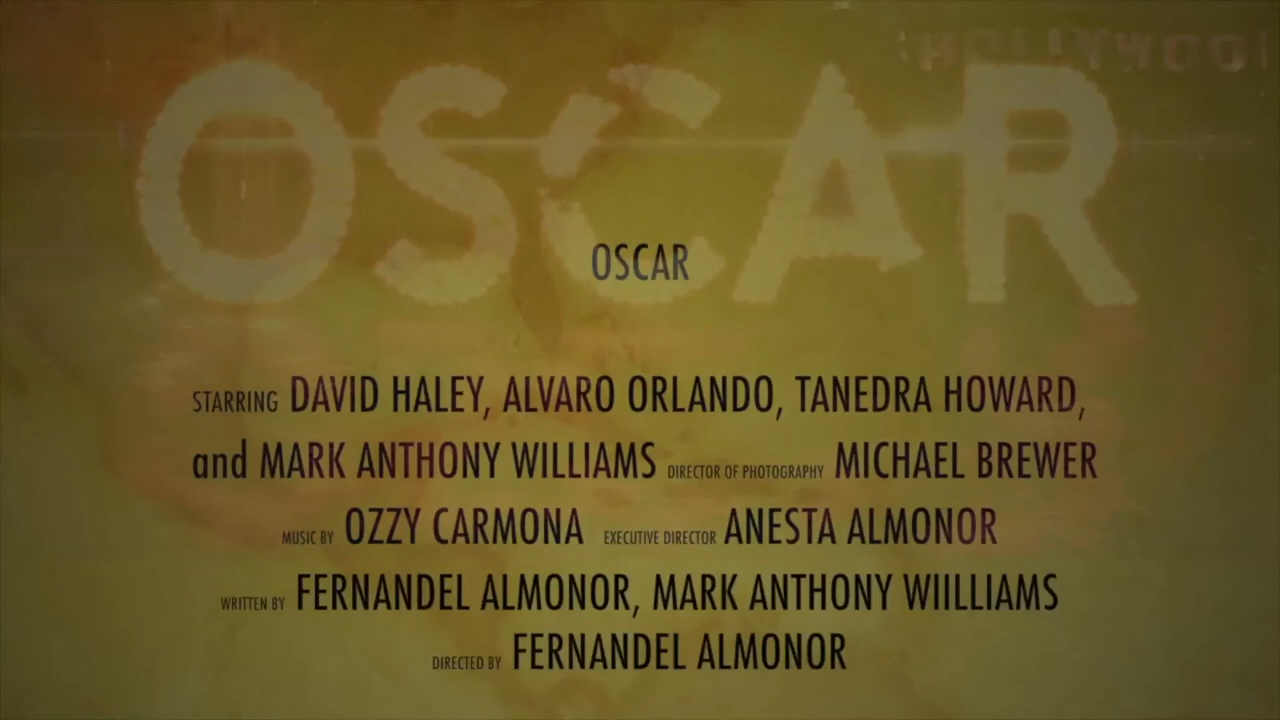 HOLLYWOO
OSCAR
OSCAR
STARRING DAVID HALEY, ALVARO ORLANDO, TANEDRA HOWARD,
and MARK ANTHONY WILLIAMS DIRECTOR OF PHOTOGRAPHY MICHAEL BREWER
MUSIC BY OZZY CARMONA EXECUTIVE DIRECTOR ANESTA ALMONOR
WRITTEN BY FERNANDEL ALMONOR, MARK ANTHONY WIILLIAMS
DIRECTED BY FERNANDEL ALMONOR